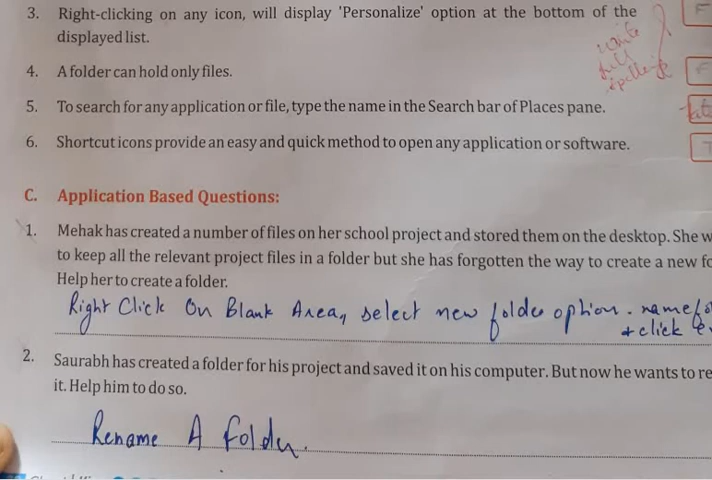 3. Right-clicking on any icon, will display 'Personalize' option at the bottom of the
displayed list.
write
full
spelling
F
4. A folder can hold only files.
F
5. To search for any application or file, type the name in the Search bar of Places pane.
6. Shortcut icons provide an easy and quick method to open any application or software.
T
C. Application Based Questions:
1. Mehak has created a number of files on her school project and stored them on the desktop. She w
to keep all the relevant project files in a folder but she has forgotten the way to create a new fo
Help her to create a folder.
Right Click On Blank Area, select new folder option. name fo
+ click e
2. Saurabh has created a folder for his project and saved it on his computer. But now he wants to re
it. Help him to do so.
Rename A Folder.